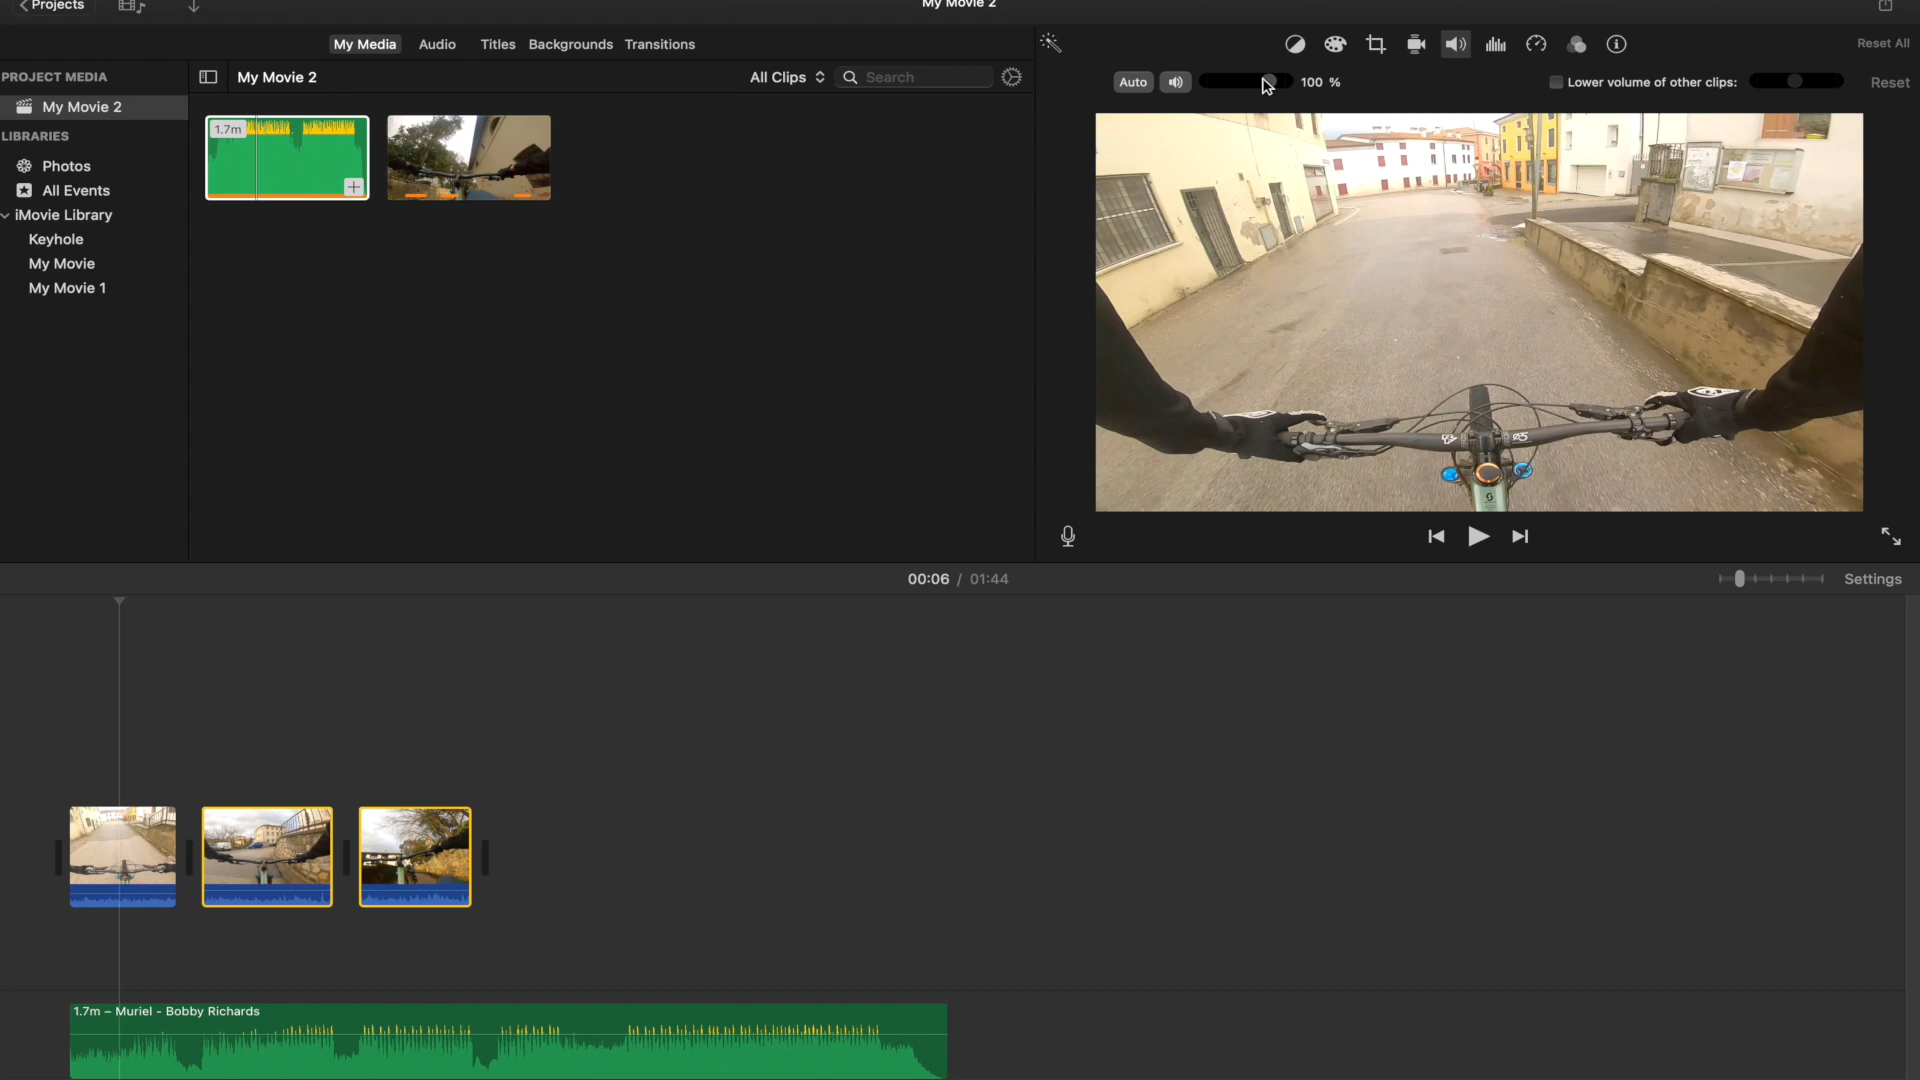 Projects
My Movie 2
My Media Audio Titles Backgrounds Transitions
Reset All
PROJECT MEDIA
My Movie 2
All Clips
Search
Auto
100 %
Lower volume of other clips:
Reset
My Movie 2
LIBRARIES
Photos
All Events
iMovie Library
Keyhole
My Movie
My Movie 1
1.7m
00:06 / 01:44
Settings
1.7m – Muriel - Bobby Richards